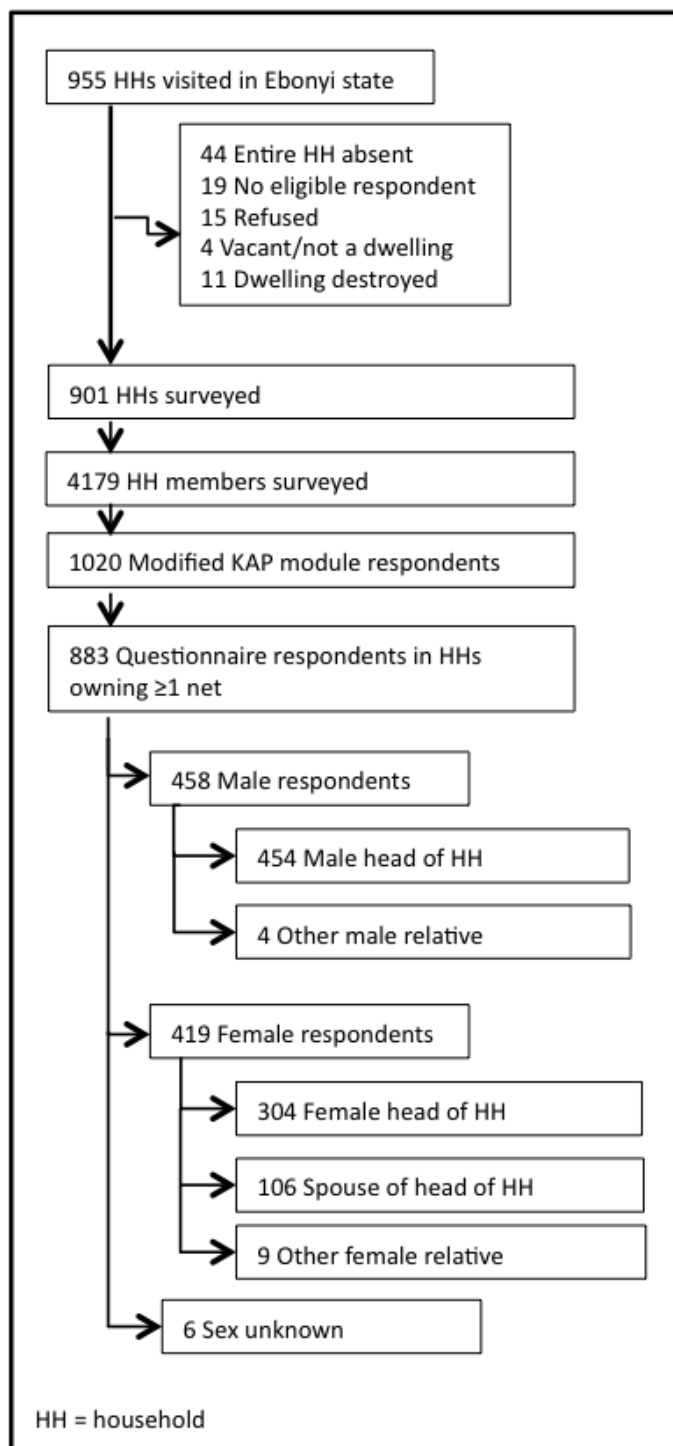 955 HHs visited in Ebonyi state
44 Entire HH absent
19 No eligible respondent
15 Refused
4 Vacant/not a dwelling
11 Dwelling destroyed
901 HHs surveyed
4179 HH members surveyed
1020 Modified KAP module respondents
883 Questionnaire respondents in HHs
owning ≥1 net
458 Male respondents
454 Male head of HH
4 Other male relative
419 Female respondents
304 Female head of HH
106 Spouse of head of HH
9 Other female relative
6 Sex unknown
HH = household